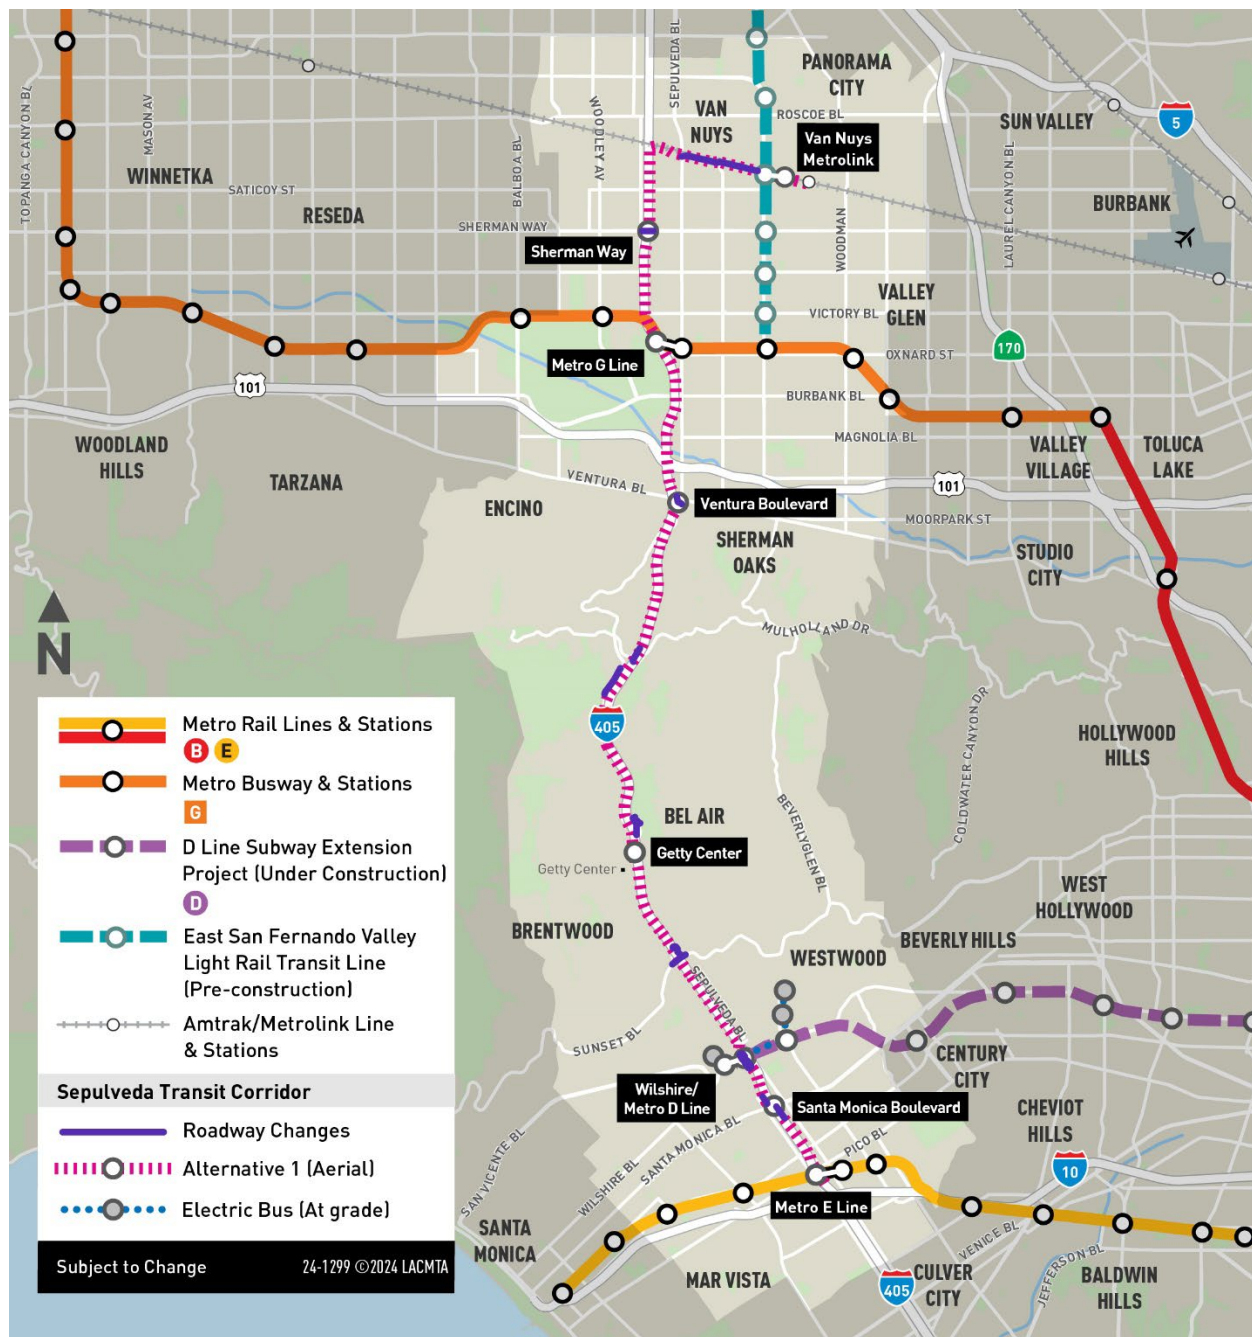 PANORAMA
CITY
SEPULVEDA BL
WOODLEY AV
VAN
NUYS
ROSCOE BL
SUN VALLEY
5
TOPANGA CANYON BL
MASON AV
BALBOA BL
Van Nuys
Metrolink
LAUREL CANYON BL
WINNETKA
SATICOY ST
RESEDA
BURBANK
SHERMAN WAY
Sherman Way
WOODMAN
VALLEY
GLEN
VICTORY BL
OXNARD ST
170
Metro G Line
101
BURBANK BL
MAGNOLIA BL
WOODLAND
HILLS
TARZANA
VENTURA BL
VALLEY
VILLAGE
TOLUCA
LAKE
101
ENCINO
Ventura Boulevard
MOORPARK ST
SHERMAN
OAKS
STUDIO
CITY
MULHOLLAND DR
N
COLDWATER CANYON DR
405
HOLLYWOOD
HILLS
BEL AIR
BEVERLYGLEN BL
Getty Center
Getty Center
WEST
HOLLYWOOD
BRENTWOOD
BEVERLY HILLS
WESTWOOD
SEPULVEDA BL
SUNSET BL
CENTURY
CITY
Wilshire/
Metro D Line
Santa Monica Boulevard
CHEVIOT
HILLS
SAN VICENTE BL
WILSHIRE BL
SANTA MONICA BL
PICO BL
10
Metro E Line
SANTA
MONICA
VENICE BL
JEFFERSON BL
MAR VISTA
405
CULVER
CITY
BALDWIN
HILLS
Metro Rail Lines & Stations
B E
Metro Busway & Stations
G
D Line Subway Extension
Project (Under Construction)
D
East San Fernando Valley
Light Rail Transit Line
(Pre-construction)
Amtrak/Metrolink Line
& Stations
Sepulveda Transit Corridor
Roadway Changes
Alternative 1 (Aerial)
Electric Bus (At grade)
Subject to Change 24-1299 ©2024 LACMTA